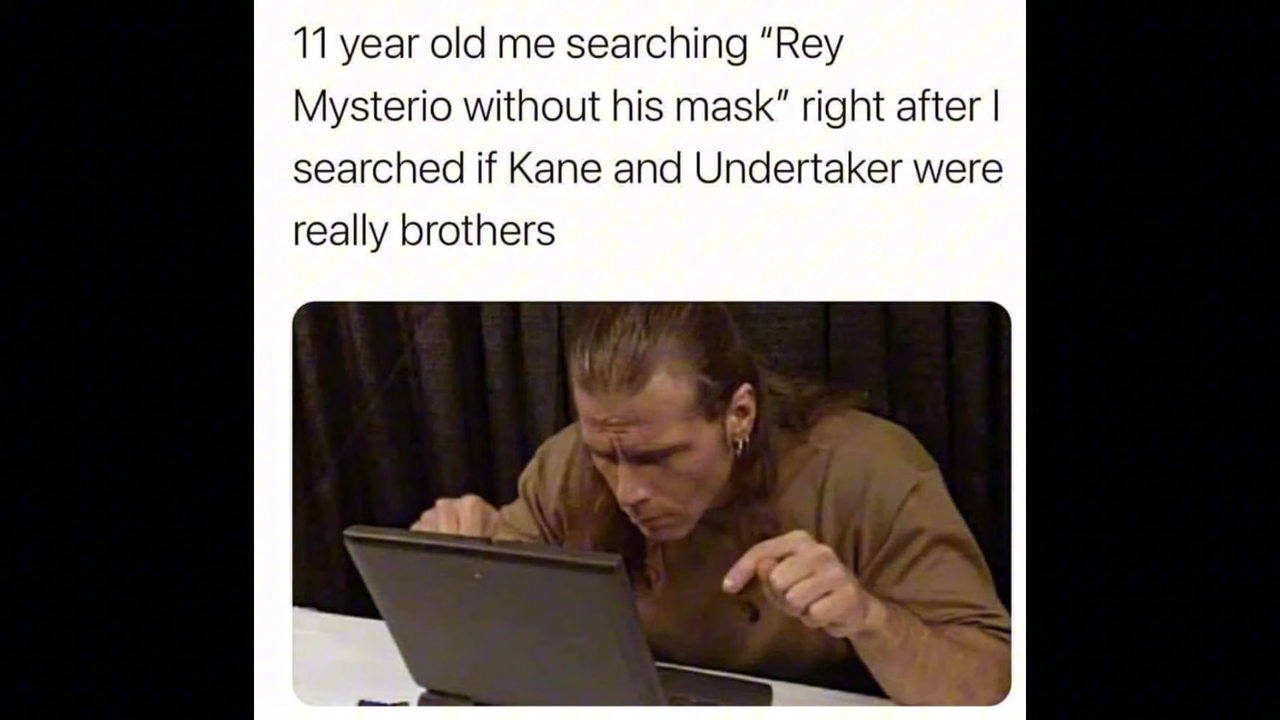 11 year old me searching “Rey
Mysterio without his mask” right after I
searched if Kane and Undertaker were
really brothers